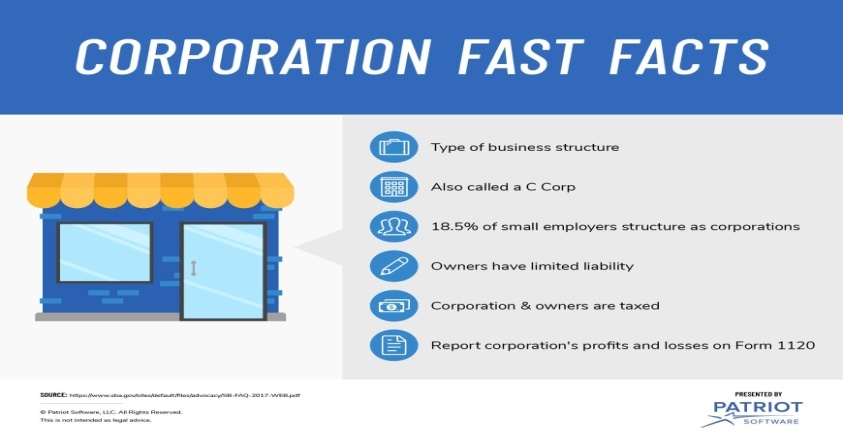 CORPORATION FAST FACTS
Type of business structure
Also called a C Corp
18.5% of small employers structure as corporations
Owners have limited liability
Corporation & owners are taxed
Report corporation's profits and losses on Form 1120
SOURCE: https://www.sba.gov/sites/default/files/advocacy/SB-FAQ-2017-WEB.pdf
© Patriot Software, LLC. All Rights Reserved.
This is not intended as legal advice.
PRESENTED BY
PATRIOT
SOFTWARE